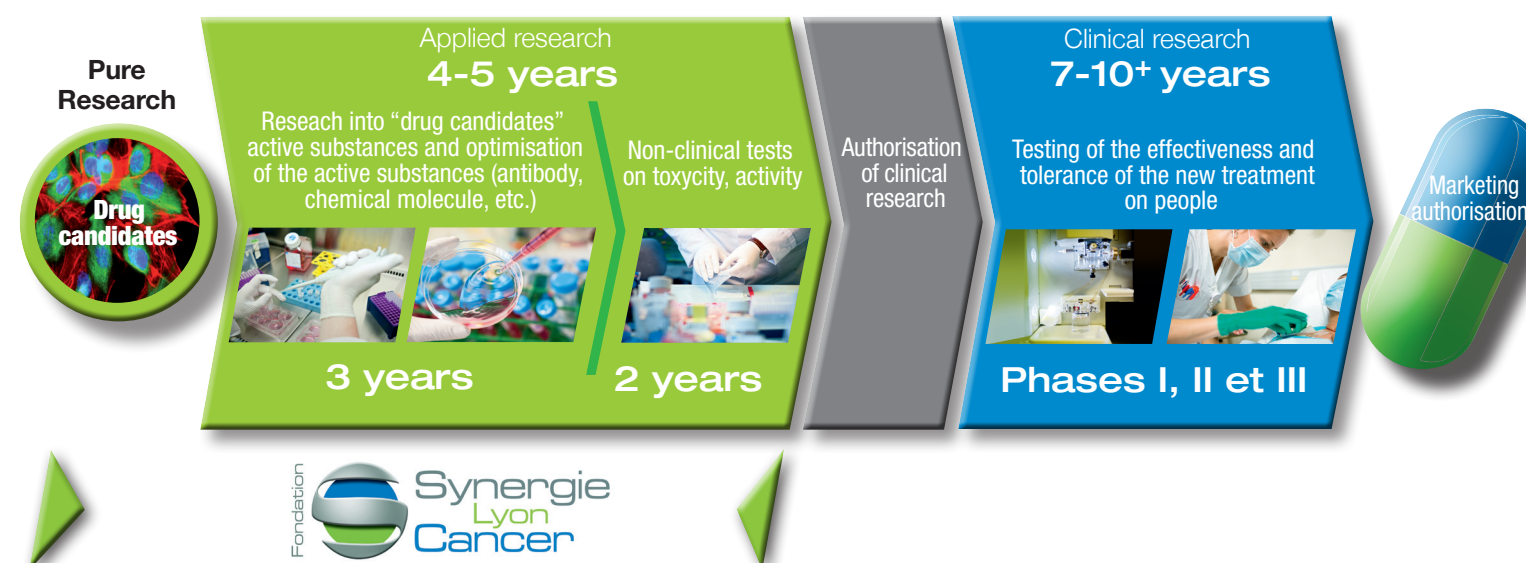 Pure
Research
Drug
candidates
Applied research
4-5 years
Reseach into “drug candidates”
active substances and optimisation
of the active substances (antibody,
chemical molecule, etc.)
3 years
Non-clinical tests
on toxycity, activity
2 years
Authorisation
of clinical
research
Clinical research
7-10+ years
Testing of the effectiveness and
tolerance of the new treatment
on people
Phases I, II et III
Marketing
authorisation
Fondation
Synergie
Lyon
Cancer